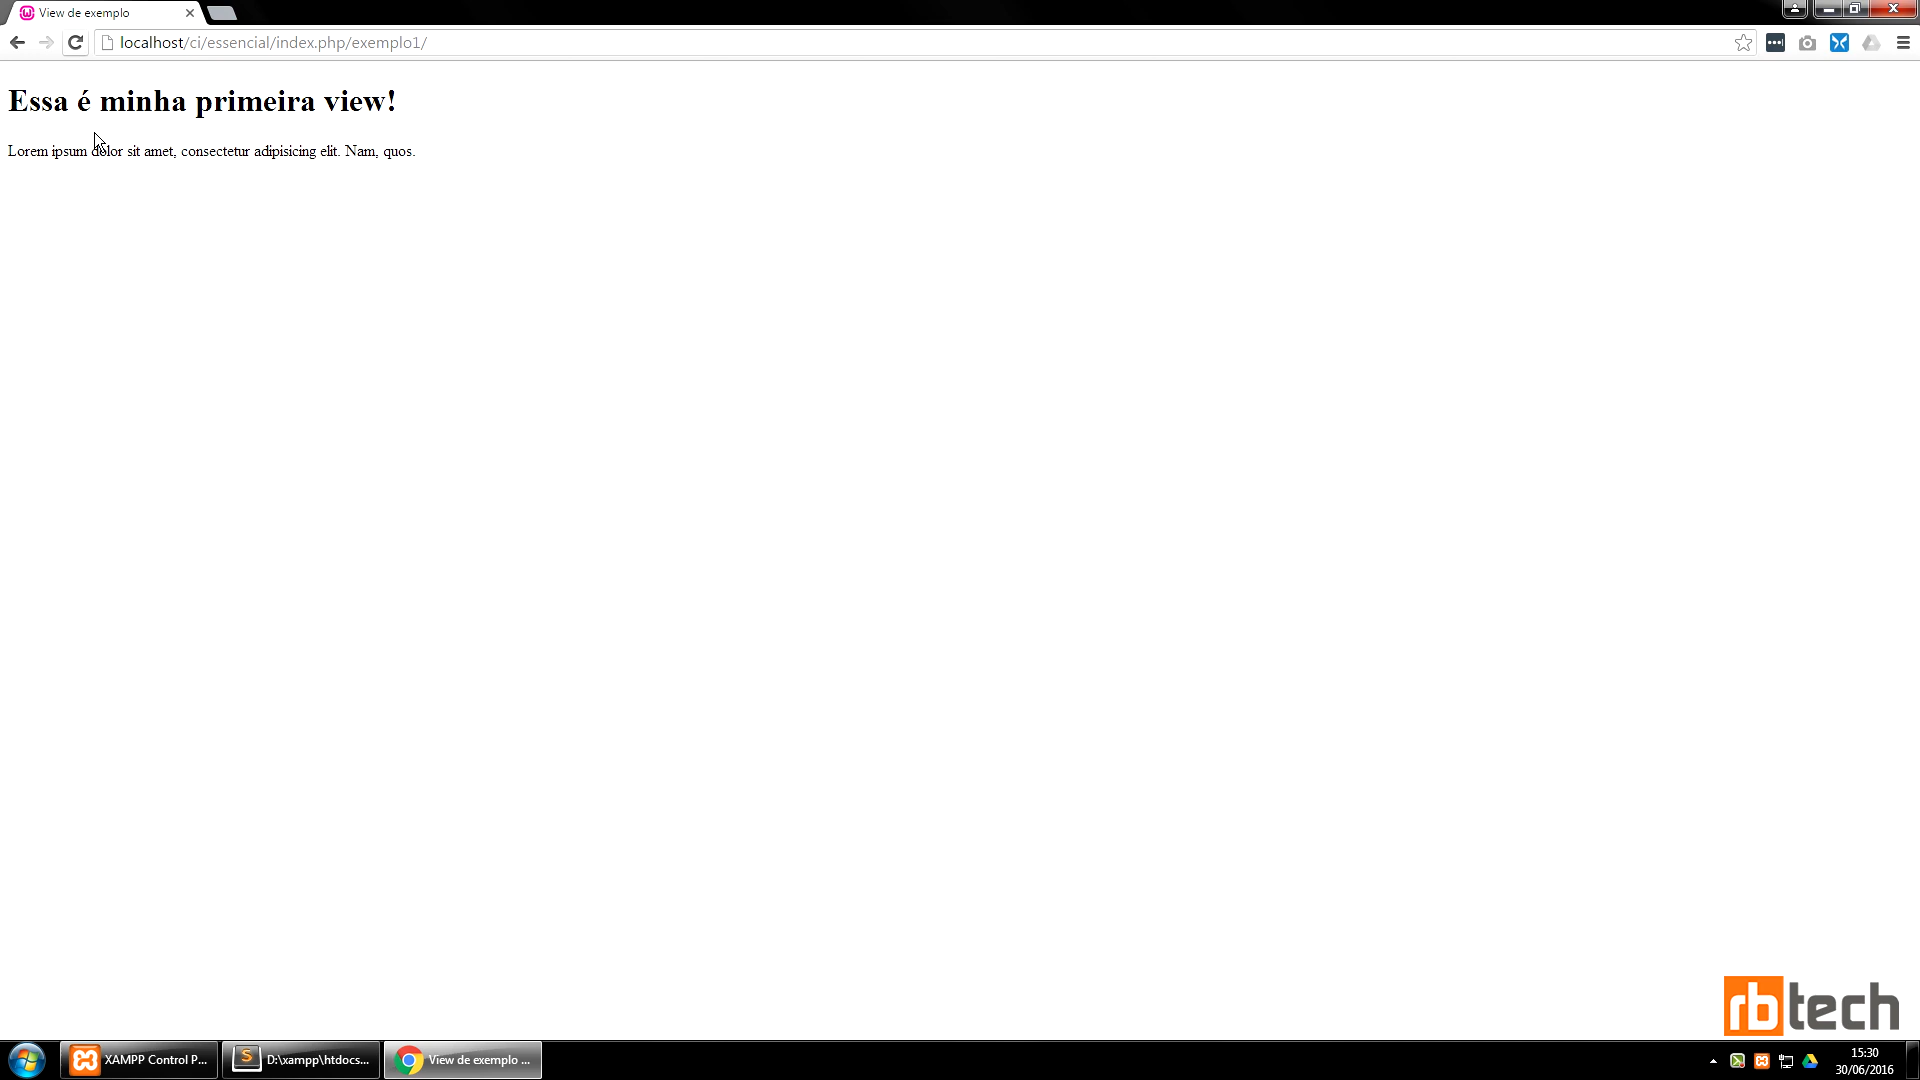 View de exemplo
localhost/ci/essencial/index.php/exemplo1/
Essa é minha primeira view!
Lorem ipsum dolor sit amet, consectetur adipisicing elit. Nam, quos.
rbtech
XAMPP Control P...
D:\xampp\htdocs...
View de exemplo ...
15:30
30/06/2016